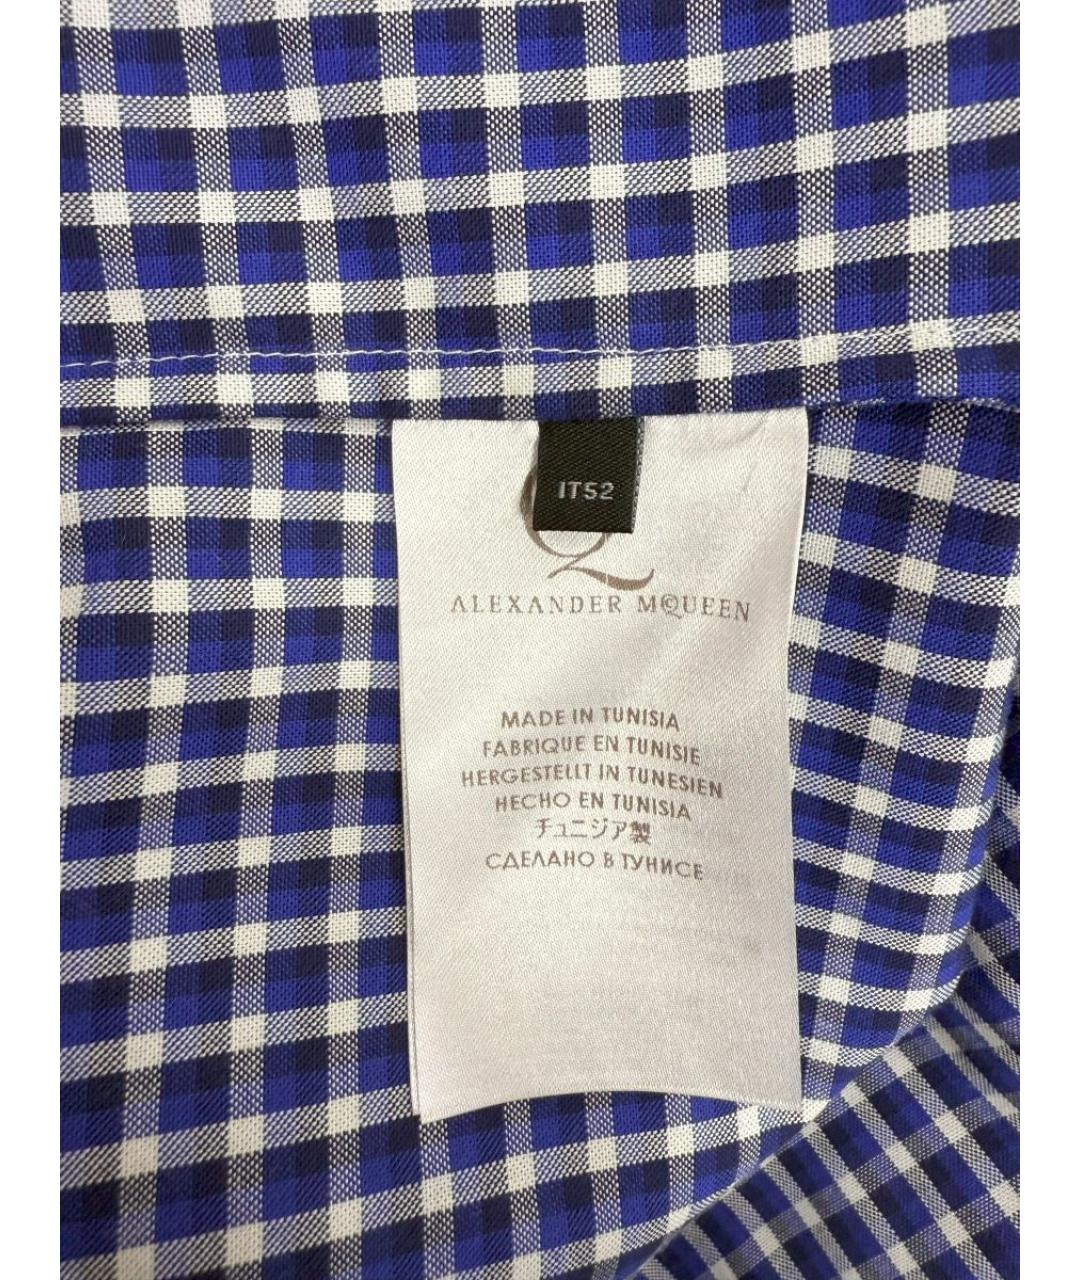 IT52
Q
ALEXANDER MCQUEEN
MADE IN TUNISIA
FABRIQUE EN TUNISIE
HERGESTELLT IN TUNESIEN
HECHO EN TUNISIA
チュニジア製
СДЕЛАНО В ТУНИСЕ